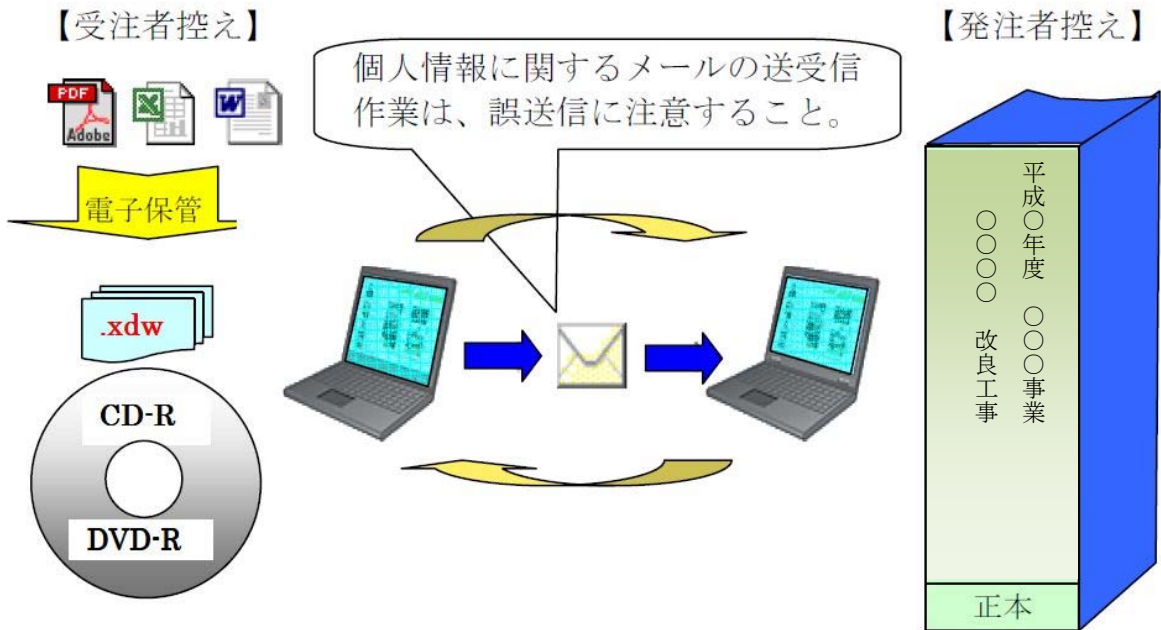 【受注者控え】
【発注者控え】
個人情報に関するメールの送受信
作業は、誤送信に注意すること。
PDF
Adobe
電子保管
.xdw
CD-R
DVD-R
平成○年度 ○○○事業
○○○○ 改良工事
正本